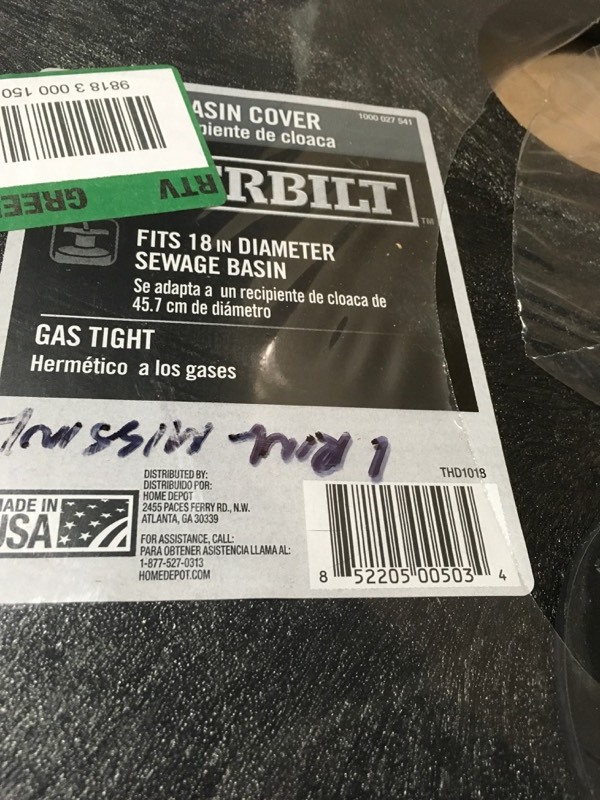 9818 3 000 150
RTV
GREE
ASIN COVER
piente de cloaca
1000 027 541
RBILT
TM
FITS 18 IN DIAMETER
SEWAGE BASIN
Se adapta a un recipiente de cloaca de
45.7 cm de diámetro
GAS TIGHT
Hermético a los gases
1 RING MISSING
THD1018
MADE IN
USA
DISTRIBUTED BY:
DISTRIBUIDO POR:
HOME DEPOT
2455 PACES FERRY RD., N.W.
ATLANTA, GA 30339
FOR ASSISTANCE, CALL:
PARA OBTENER ASISTENCIA LLAMA AL:
1-877-527-0313
HOMEDEPOT.COM
8 52205 00503 4